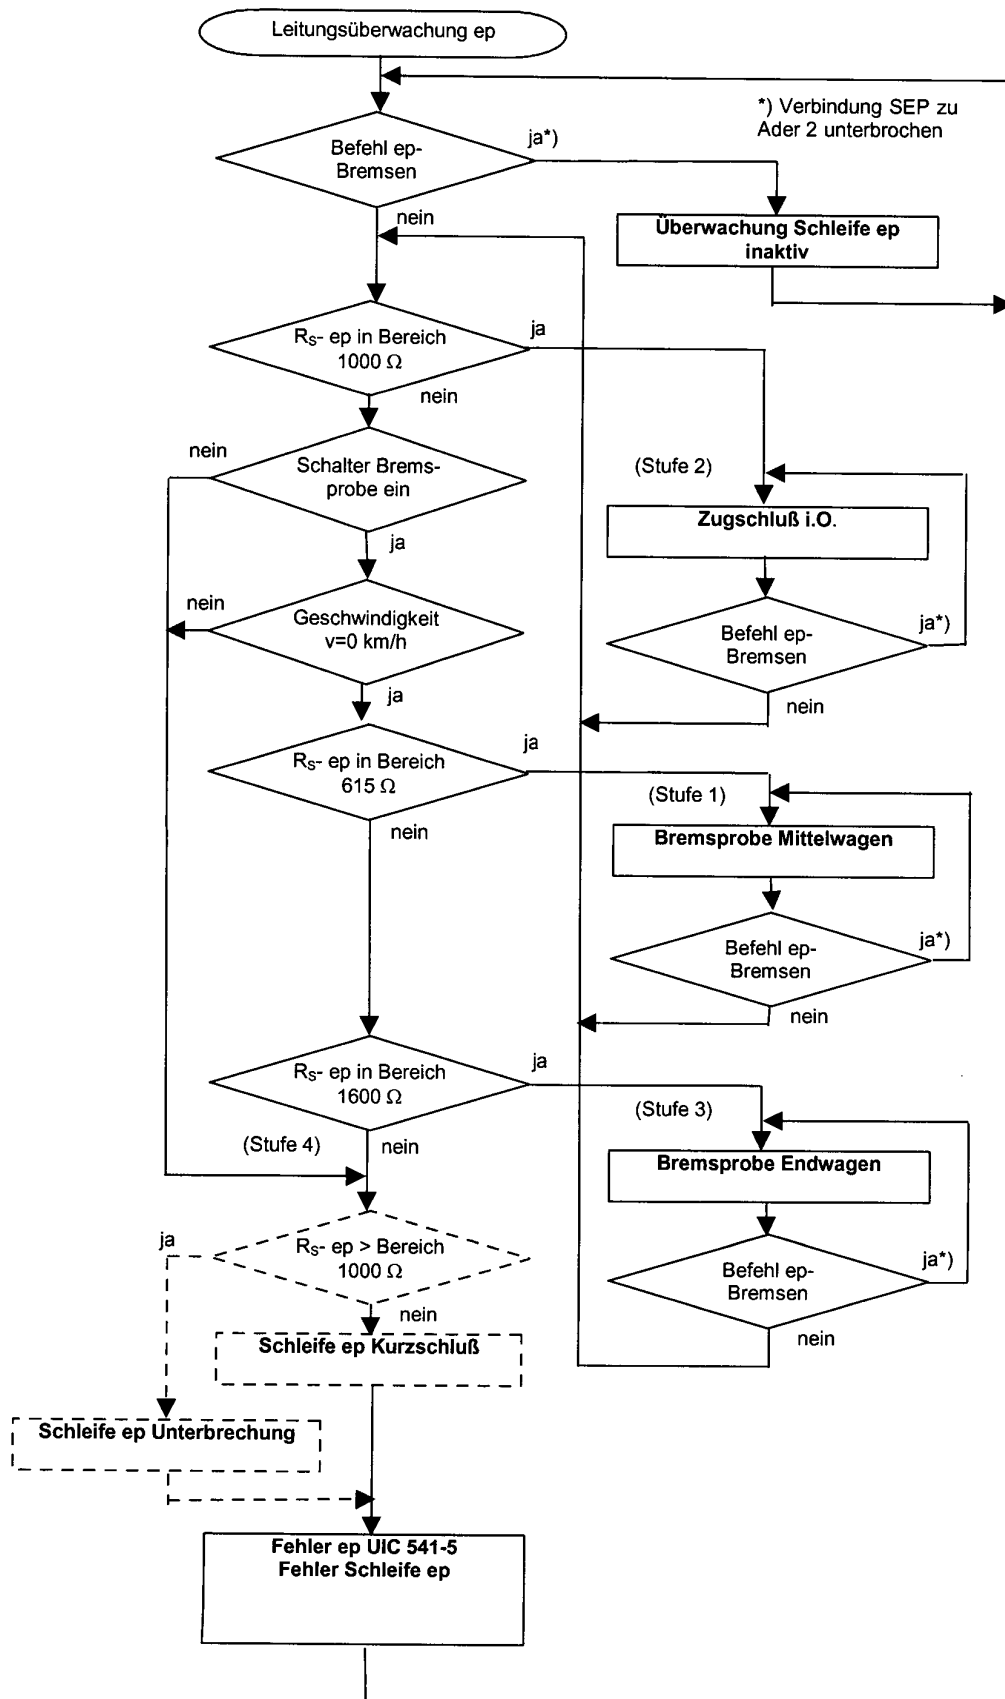 Leitungsüberwachung ep
*) Verbindung SEP zu
Ader 2 unterbrochen
Befehl ep-
Bremsen
ja*)
nein
Überwachung Schleife ep
inaktiv
RS- ep in Bereich
1000 Ω
ja
nein
nein
Schalter Brems-
probe ein
ja
(Stufe 2)
Zugschluß i.O.
nein
Geschwindigkeit
v=0 km/h
ja
Befehl ep-
Bremsen
ja*)
nein
RS- ep in Bereich
615 Ω
ja
nein
(Stufe 1)
Bremsprobe Mittelwagen
Befehl ep-
Bremsen
ja*)
nein
RS- ep in Bereich
1600 Ω
ja
nein
(Stufe 4)
(Stufe 3)
Bremsprobe Endwagen
Befehl ep-
Bremsen
ja*)
nein
ja
RS- ep > Bereich
1000 Ω
nein
Schleife ep Kurzschluß
Schleife ep Unterbrechung
Fehler ep UIC 541-5
Fehler Schleife ep